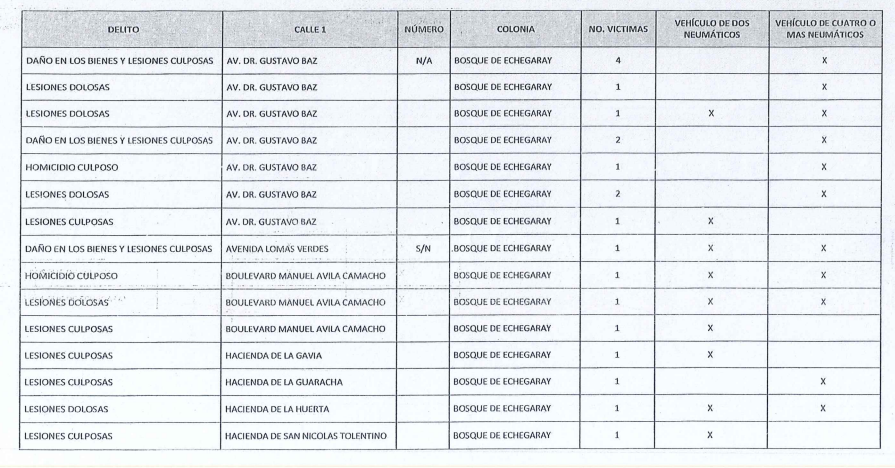 DELITO CALLE 1 NÚMERO COLONIA NO. VICTIMAS VEHÍCULO DE DOS NEUMÁTICOS VEHÍCULO DE CUATRO O MAS NEUMÁTICOS
DAÑO EN LOS BIENES Y LESIONES CULPOSAS AV. DR. GUSTAVO BAZ N/A BOSQUE DE ECHEGARAY 4 X
LESIONES DOLOSAS AV. DR. GUSTAVO BAZ BOSQUE DE ECHEGARAY 1 X
LESIONES DOLOSAS AV. DR. GUSTAVO BAZ BOSQUE DE ECHEGARAY 1 X X
DAÑO EN LOS BIENES Y LESIONES CULPOSAS AV. DR. GUSTAVO BAZ BOSQUE DE ECHEGARAY 2 X
HOMICIDIO CULPOSO AV. DR. GUSTAVO BAZ BOSQUE DE ECHEGARAY 1 X
LESIONES DOLOSAS AV. DR. GUSTAVO BAZ BOSQUE DE ECHEGARAY 2 X
LESIONES CULPOSAS AV. DR. GUSTAVO BAZ BOSQUE DE ECHEGARAY 1 X
DAÑO EN LOS BIENES Y LESIONES CULPOSAS AVENIDA LOMAS VERDES S/N BOSQUE DE ECHEGARAY 1 X X
HOMICIDIO CULPOSO BOULEVARD MANUEL AVILA CAMACHO BOSQUE DE ECHEGARAY 1 X X
LESIONES DOLOSAS BOULEVARD MANUEL AVILA CAMACHO BOSQUE DE ECHEGARAY 1 X X
LESIONES CULPOSAS BOULEVARD MANUEL AVILA CAMACHO BOSQUE DE ECHEGARAY 1 X
LESIONES CULPOSAS HACIENDA DE LA GAVIA BOSQUE DE ECHEGARAY 1 X
LESIONES CULPOSAS HACIENDA DE LA GUARACHA BOSQUE DE ECHEGARAY 1 X
LESIONES DOLOSAS HACIENDA DE LA HUERTA BOSQUE DE ECHEGARAY 1 X X
LESIONES CULPOSAS HACIENDA DE SAN NICOLAS TOLENTINO BOSQUE DE ECHEGARAY 1 X